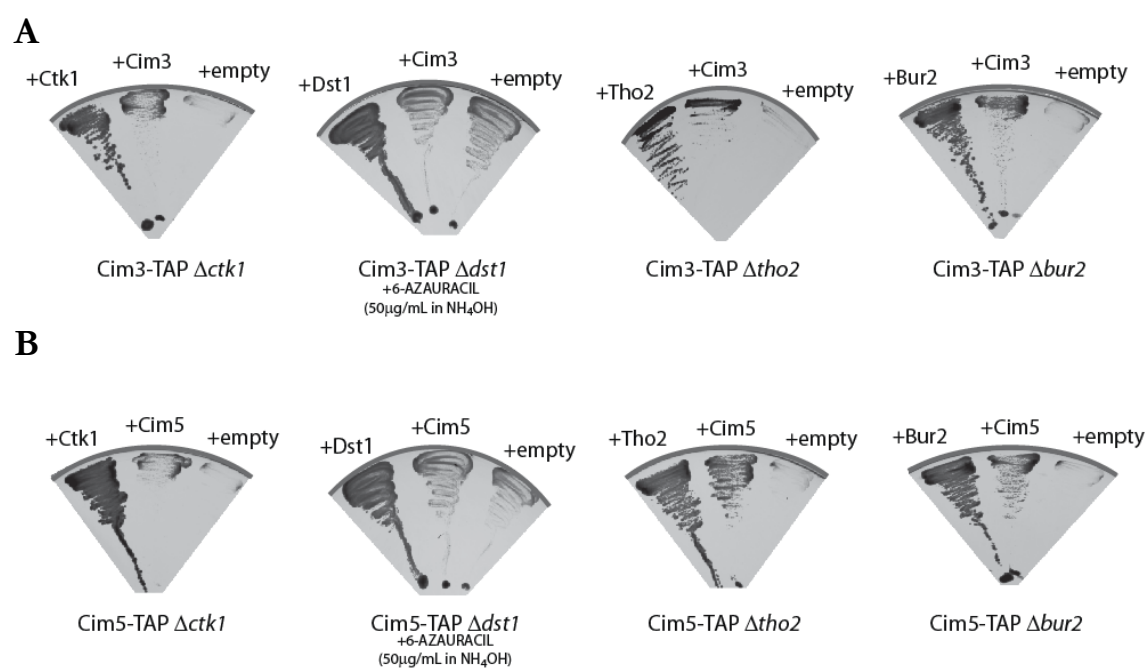 A
+Ctk1 +Cim3 +empty
+Dst1 +Cim3 +empty
+Tho2 +Cim3 +empty
+Bur2 +Cim3 +empty
Cim3-TAP Δctk1
Cim3-TAP Δdst1
+6-AZAURACIL
(50µg/mL in NH₄OH)
Cim3-TAP Δtho2
Cim3-TAP Δbur2
B
+Ctk1 +Cim5 +empty
+Dst1 +Cim5 +empty
+Tho2 +Cim5 +empty
+Bur2 +Cim5 +empty
Cim5-TAP Δctk1
Cim5-TAP Δdst1
+6-AZAURACIL
(50µg/mL in NH₄OH)
Cim5-TAP Δtho2
Cim5-TAP Δbur2